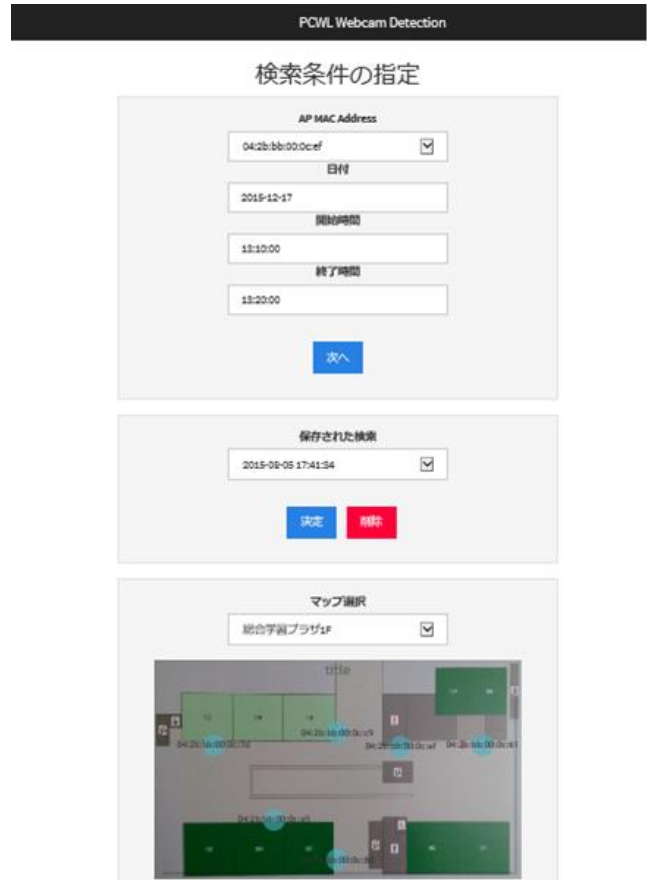 PCWL Webcam Detection
検索条件の指定
AP MAC Address
04:2b:bb:00:0c:ef
日付
2015-12-17
開始時間
13:10:00
終了時間
13:20:00
次へ
保存された検索
2015-08-05 17:41:34
決定 削除
マップ選択
総合学習プラザ1F
title